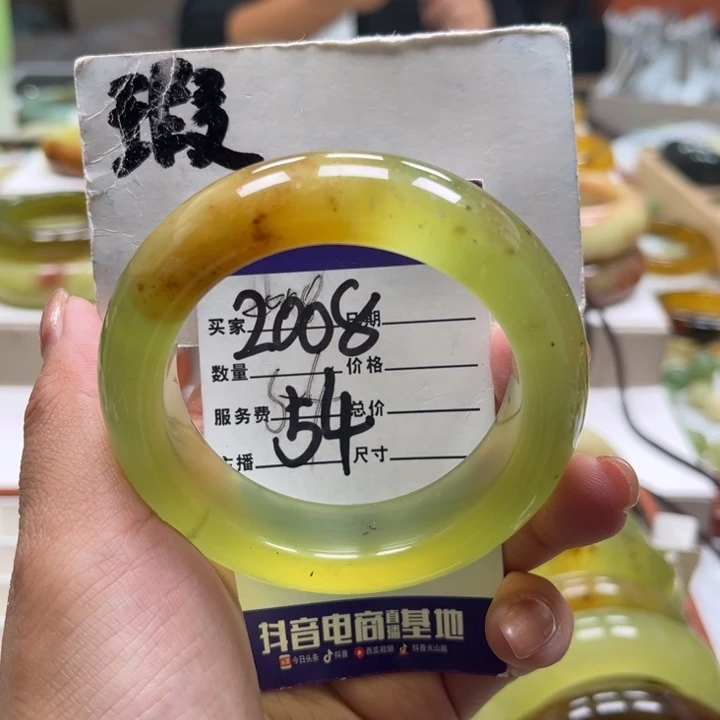 瑕
2008
买家 日期
数量 价格
服务费 总价
54
主播 尺寸
抖音电商直播基地
今日头条 抖音 西瓜视频 抖音火山版